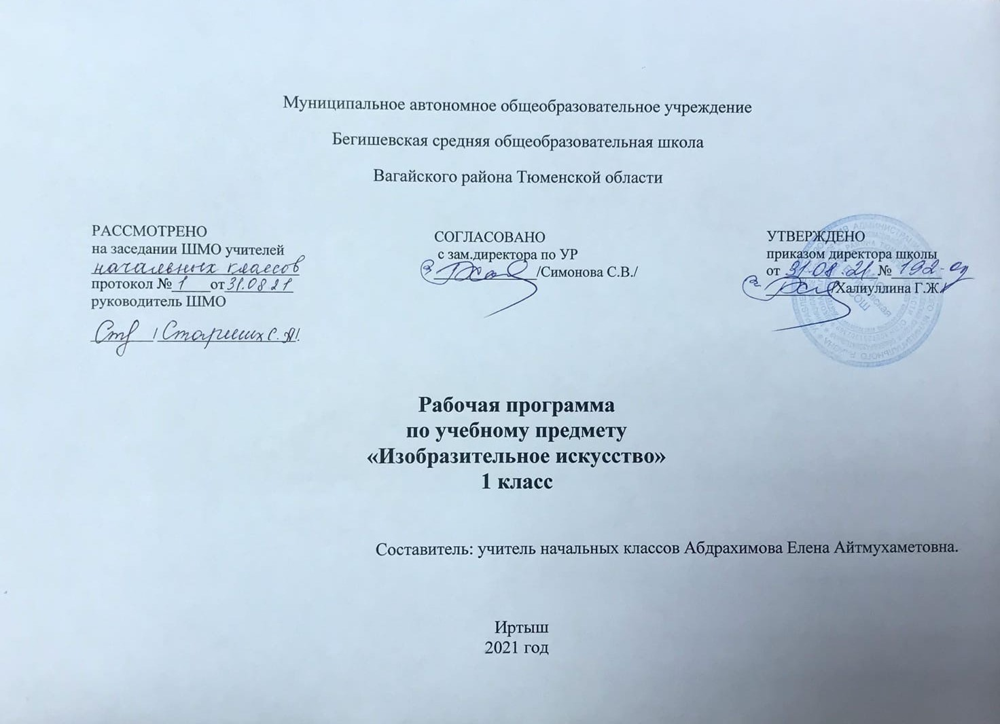 Муниципальное автономное общеобразовательное учреждение
Бегишевская средняя общеобразовательная школа
Вагайского района Тюменской области
РАССМОТРЕНО
на заседании ШМО учителей
начальных классов
протокол № 1 от 31.08 21
руководитель ШМО
СОГЛАСОВАНО
с зам.директора по УР
/Симонова С.В./
УТВЕРЖДЕНО
приказом директора школы
от 31.08.21 № 192-од
/Халиуллина Г.Ж./
Рабочая программа
по учебному предмету
«Изобразительное искусство»
1 класс
Составитель: учитель начальных классов Абдрахимова Елена Айтмухаметовна.
Иртыш
2021 год